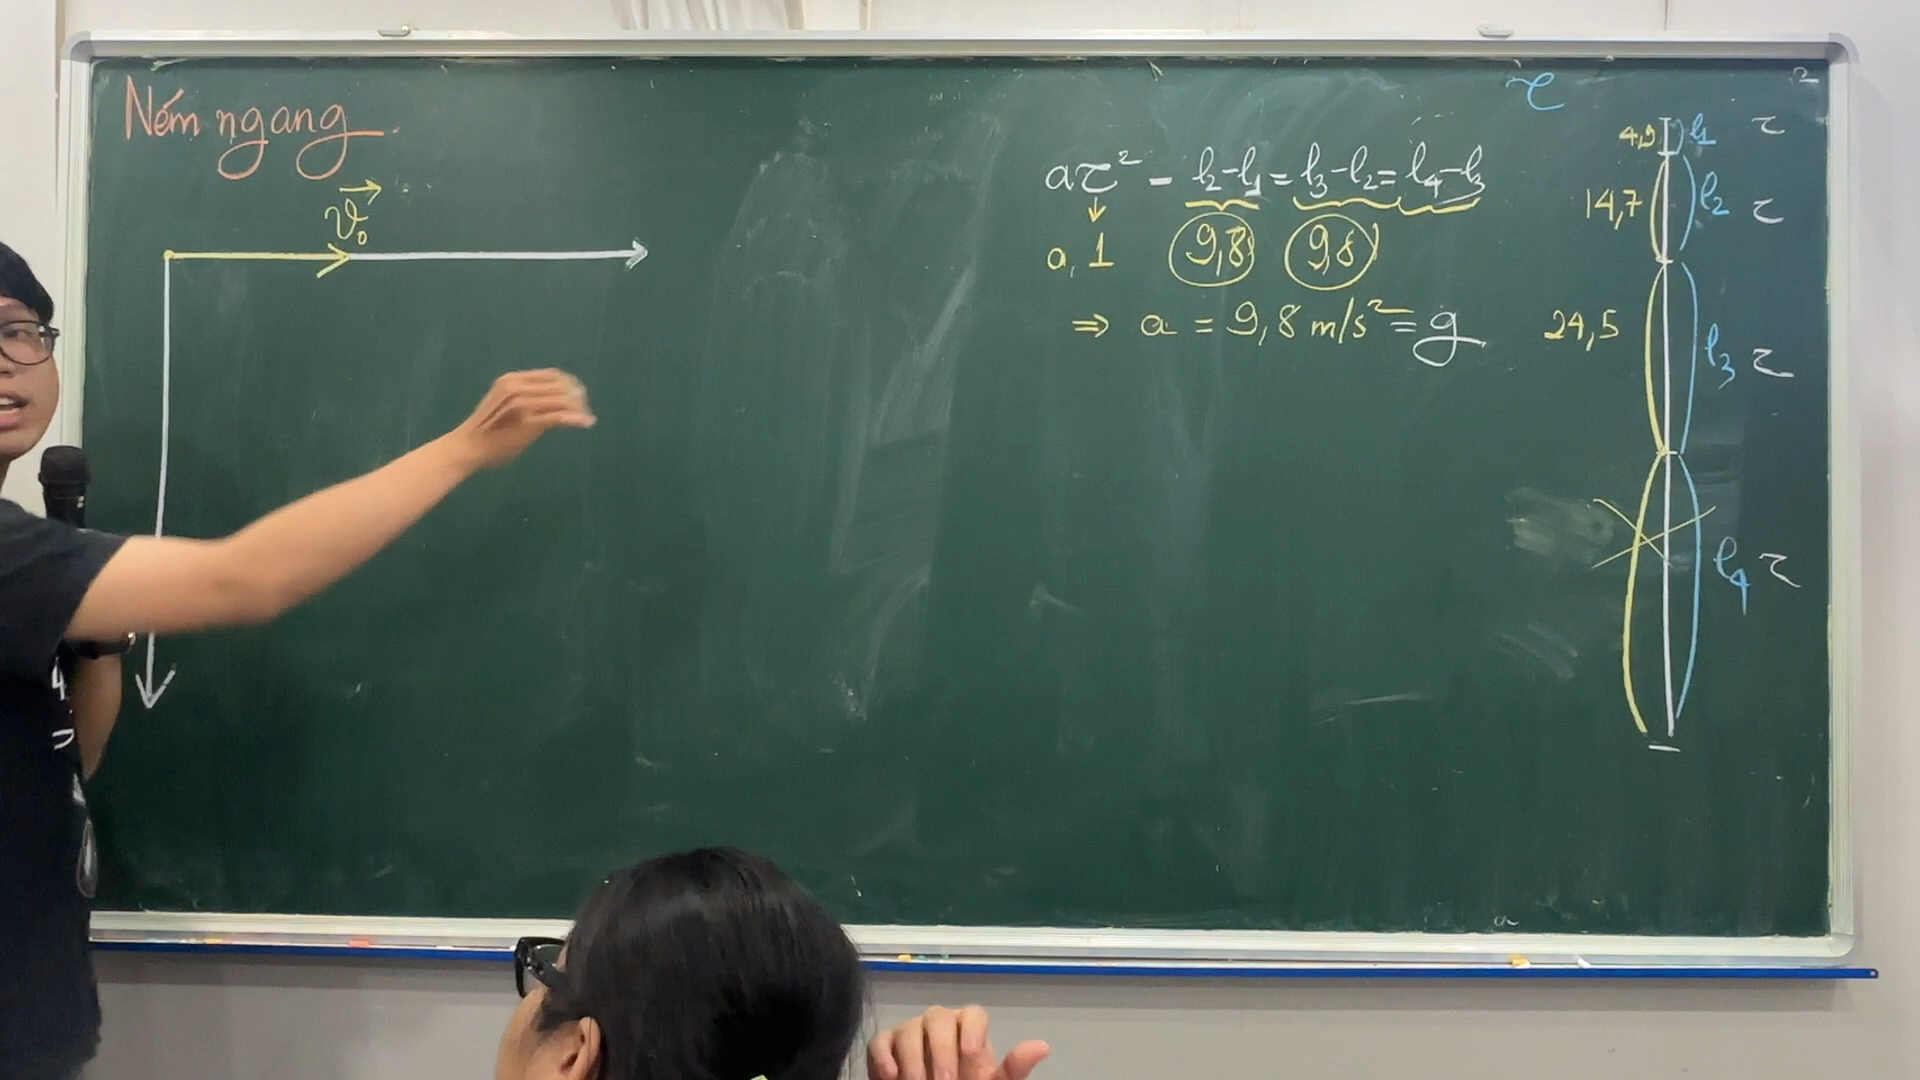 Ném ngang
v₀
aτ² = l₂-l₁ = l₃-l₂ = l₄-l₃
a. 1 9,8 9,8
⇒ a = 9,8 m/s² = g
τ
4,9 l₁ τ
14,7 l₂ τ
24,5 l₃ τ
l₄ τ